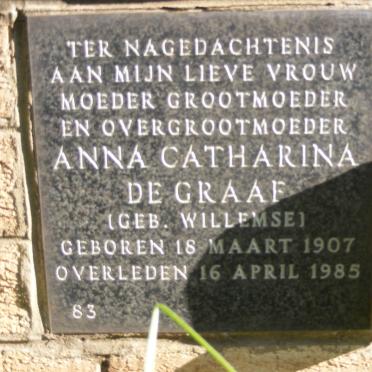 TER NAGEDACHTENIS
AAN MIJN LIEVE VROUW
MOEDER GROOTMOEDER
EN OVERGROOTMOEDER
ANNA CATHARINA
DE GRAAF
(GEB. WILLEMSE)
GEBOREN 18 MAART 1907
OVERLEDEN 16 APRIL 1985
83